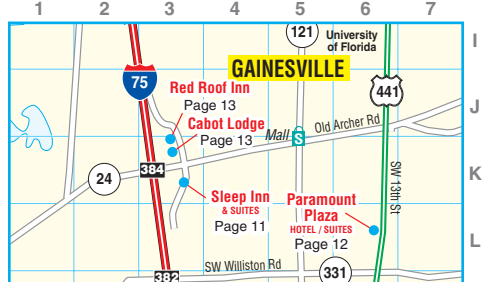 1 2 3 4 5 6 7
I
J
K
L
121
University
of Florida
GAINESVILLE
75
441
Red Roof Inn
Page 13
Cabot Lodge
Page 13
Mall
S
Old Archer Rd
384
24
SW 13th St
Sleep Inn
& SUITES
Page 11
Paramount
Plaza
HOTEL / SUITES
Page 12
SW Williston Rd
331
382